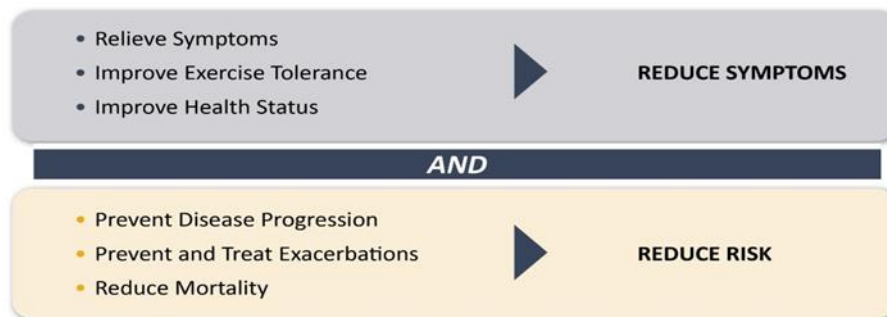 • Relieve Symptoms
• Improve Exercise Tolerance
• Improve Health Status
REDUCE SYMPTOMS
AND
• Prevent Disease Progression
• Prevent and Treat Exacerbations
• Reduce Mortality
REDUCE RISK